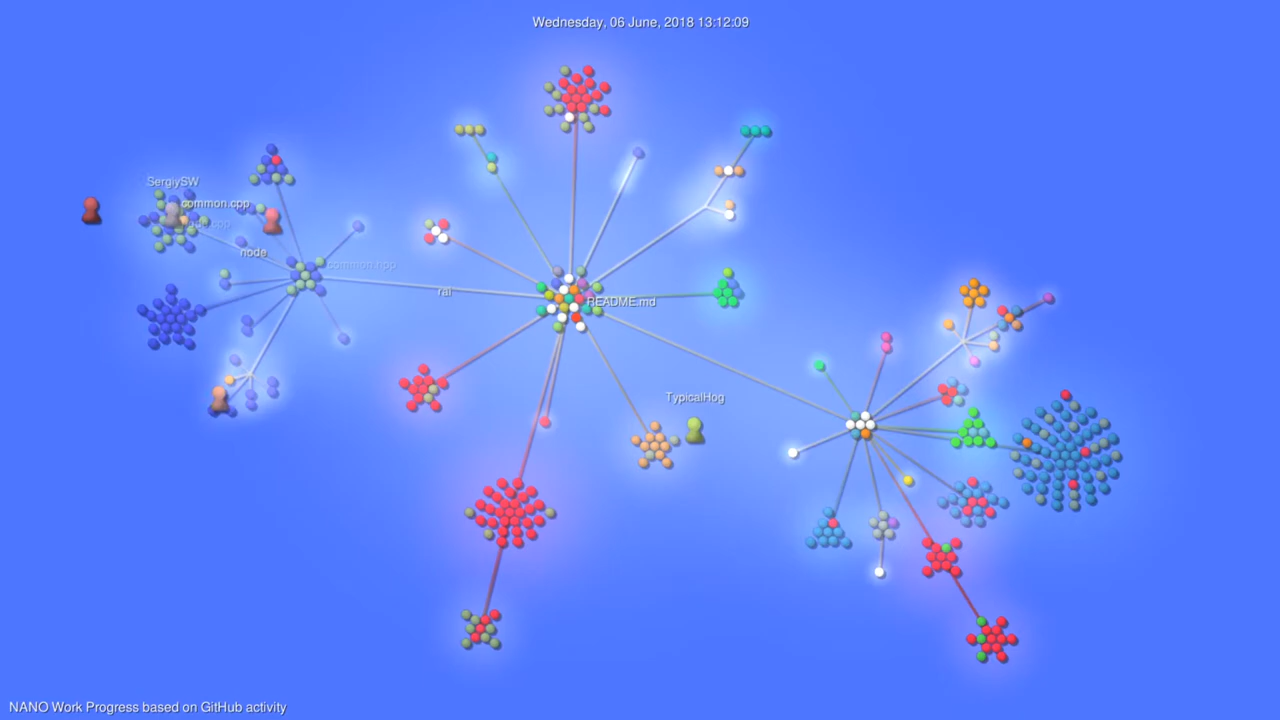 Wednesday, 06 June, 2018 13:12:09
SergiySW
common.cpp
node
common.hpp
rai
README.md
TypicalHog
NANO Work Progress based on GitHub activity